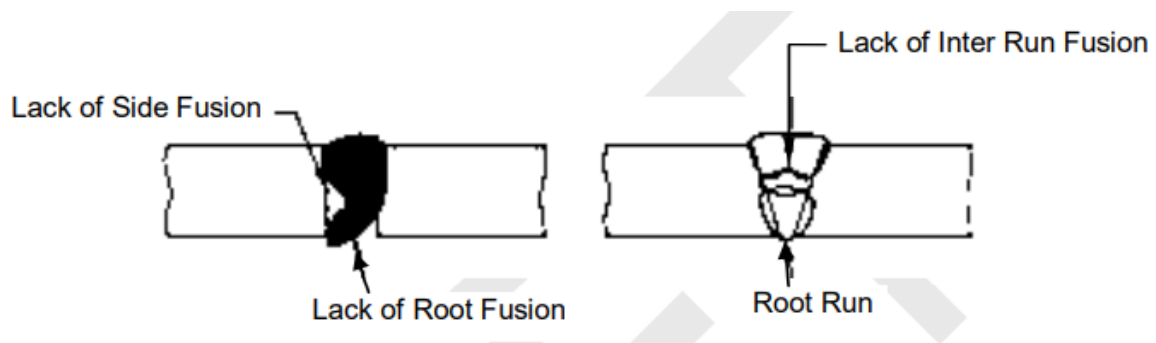 Lack of Inter Run Fusion
Lack of Side Fusion
Lack of Root Fusion
Root Run